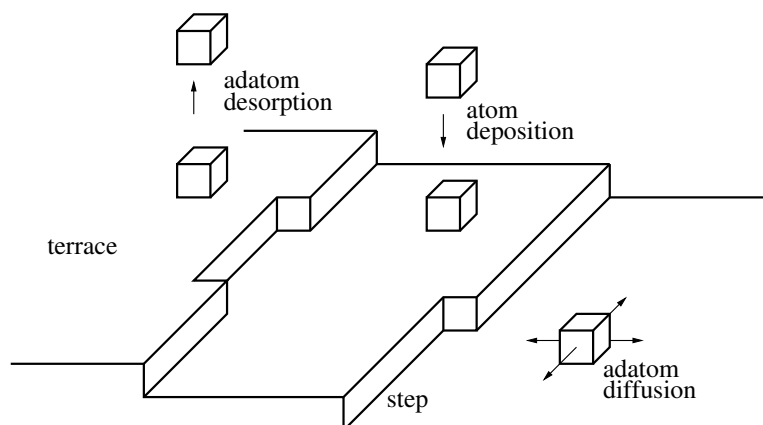 adatom
desorption
atom
deposition
terrace
step
adatom
diffusion